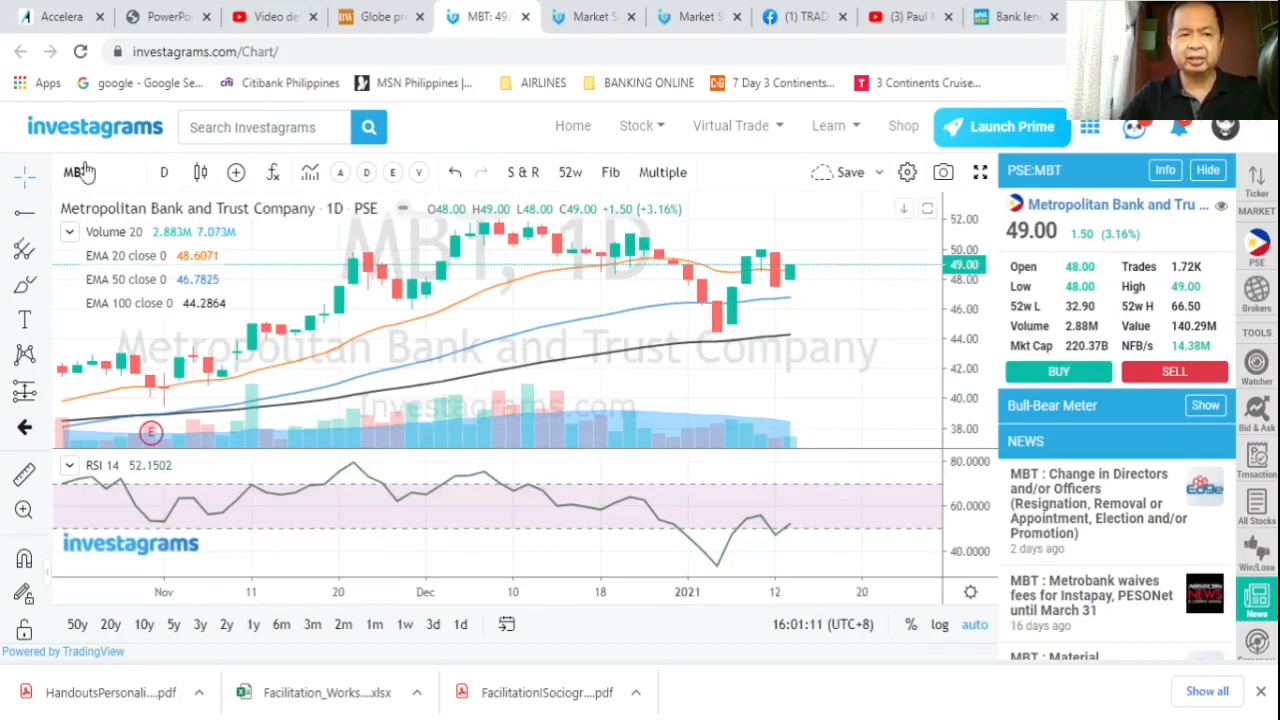 Accelera
PowerPo
Video de
Globe pr
MBT: 49.
Market S
Market S
(1) TRAD
(3) Paul
Bank len
investagrams.com/Chart/
Apps
google - Google Se...
Citibank Philippines
MSN Philippines |...
AIRLINES
BANKING ONLINE
7 Day 3 Continents...
3 Continents Cruise...
investagrams
Search Investagrams
Home
Stock
Virtual Trade
Learn
Shop
Launch Prime
D
A
D
E
V
S & R
52w
Fib
Multiple
Save
Metropolitan Bank and Trust Company · 1D · PSE
O48.00 H49.00 L48.00 C49.00 +1.50 (+3.16%)
Volume 20 2.883M 7.073M
EMA 20 close 0 48.6071
EMA 50 close 0 46.7825
EMA 100 close 0 44.2864
MBT, 1D
Metropolitan Bank and Trust Company
Investagrams.com
E
52.00
50.00
49.00
48.00
46.00
44.00
42.00
40.00
38.00
RSI 14 52.1502
investagrams
80.0000
60.0000
40.0000
Nov
11
20
Dec
10
18
2021
12
20
50y 20y 10y 5y 3y 2y 1y 6m 3m 2m 1m 1w 3d 1d
16:01:11 (UTC+8)
% log auto
Powered by TradingView
PSE:MBT
Info
Hide
Metropolitan Bank and Tru ...
49.00 1.50 (3.16%)
Open 48.00 Trades 1.72K
Low 48.00 High 49.00
52w L 32.90 52w H 66.50
Volume 2.88M Value 140.29M
Mkt Cap 220.37B NFB/s 14.38M
BUY
SELL
Bull-Bear Meter
Show
NEWS
MBT : Change in Directors
and/or Officers
(Resignation, Removal or
Appointment, Election and/or
Promotion)
2 days ago
MBT : Metrobank waives
fees for Instapay, PESONet
until March 31
16 days ago
MBT : Material
Ticker
MARKET
PSE
Brokers
TOOLS
Watcher
Bid & Ask
Trnsaction
All Stocks
Win/Lose
News
HandoutsPersonali....pdf
Facilitation_Works....xlsx
FacilitationISociogr....pdf
Show all